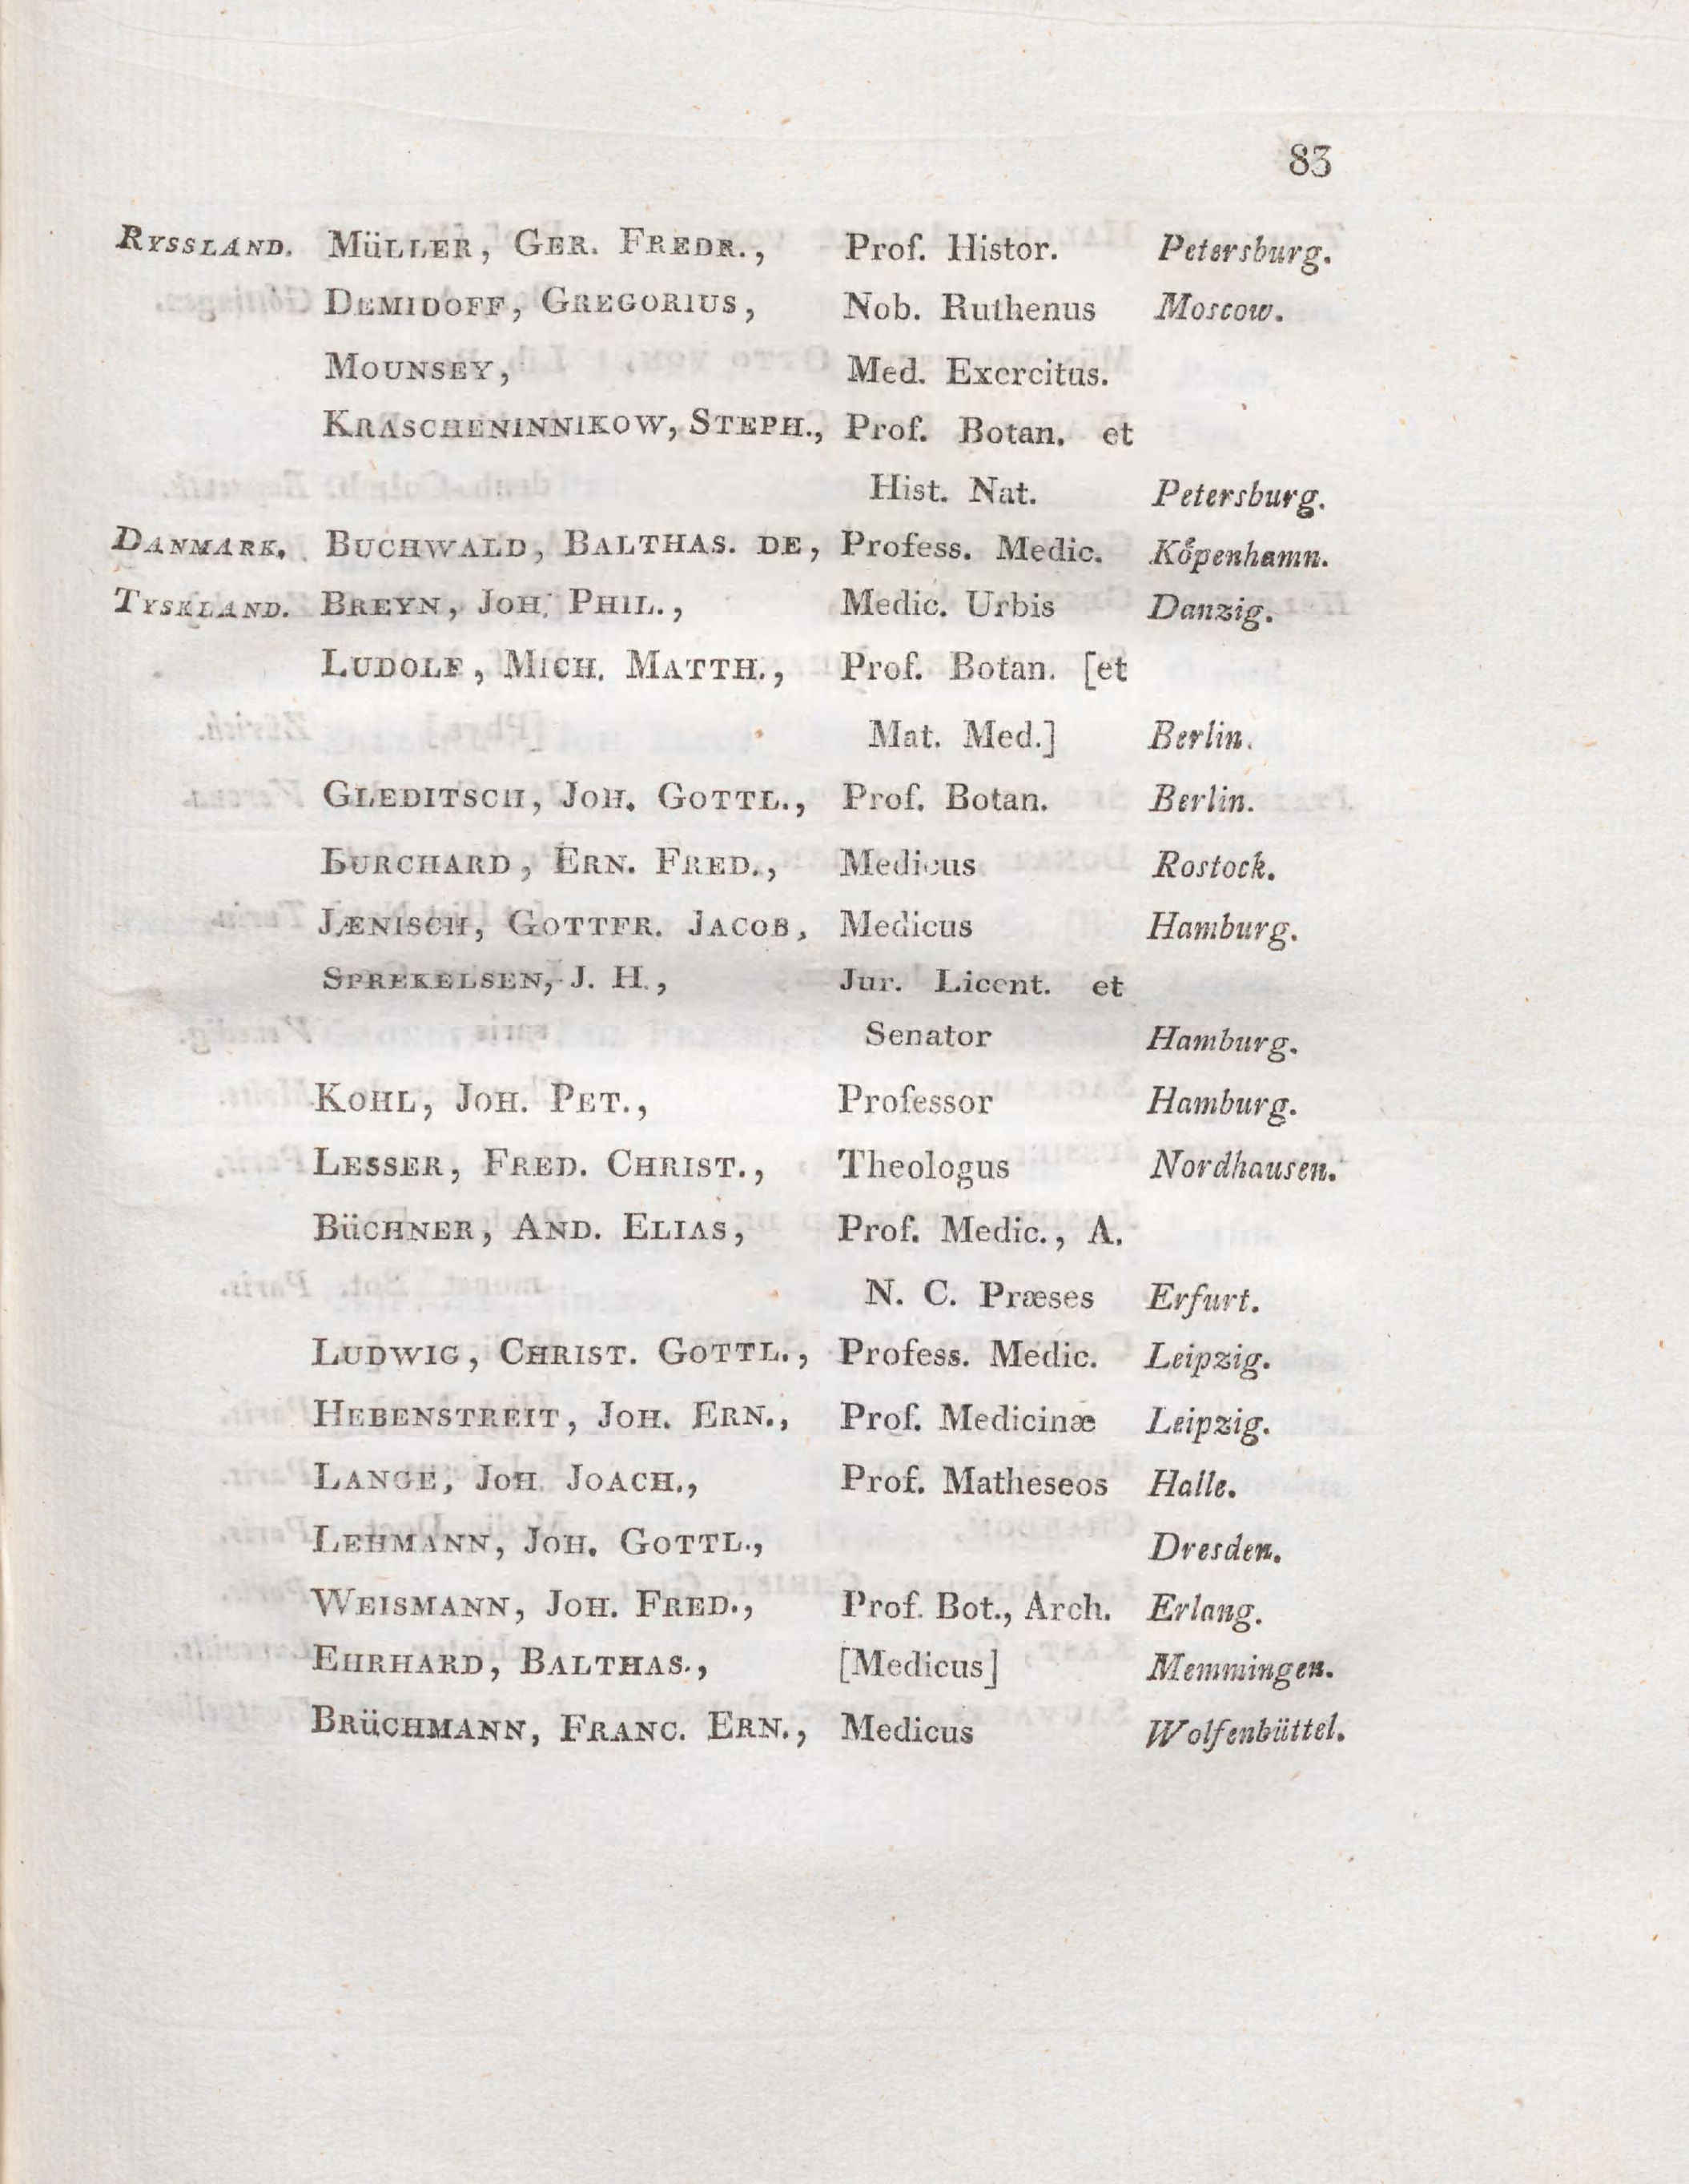 83
RYSSLAND. MÜLLER, GER. FREDR., Prof. Histor. Petersburg.
DEMIDOFF, GREGORIUS, Nob. Ruthenus Moscow.
MOUNSEY, Med. Exercitus.
KRASCHENINNIKOW, STEPH., Prof. Botan. et
Hist. Nat. Petersburg.
DANMARK. BUCHWALD, BALTHAS. DE, Profess. Medic. Köpenhamn.
TYSKLAND. BREYN, JOH. PHIL., Medic. Urbis Danzig.
LUDOLF, MICH. MATTH., Prof. Botan. [et
Mat. Med.] Berlin.
GLEDITSCH, JOH. GOTTL., Prof. Botan. Berlin.
BURCHARD, ERN. FRED., Medicus Rostock.
JÆNISCH, GOTTFR. JACOB, Medicus Hamburg.
SPREKELSEN, J. H., Jur. Licent. et
Senator Hamburg.
KOHL, JOH. PET., Professor Hamburg.
LESSER, FRED. CHRIST., Theologus Nordhausen.
BÜCHNER, AND. ELIAS, Prof. Medic., A.
N. C. Præses Erfurt.
LUDWIG, CHRIST. GOTTL., Profess. Medic. Leipzig.
HEBENSTREIT, JOH. ERN., Prof. Medicinæ Leipzig.
LANGE, JOH. JOACH., Prof. Matheseos Halle.
LEHMANN, JOH. GOTTL., Dresden.
WEISMANN, JOH. FRED., Prof. Bot., Arch. Erlang.
EHRHARD, BALTHAS., [Medicus] Memmingen.
BRÜCHMANN, FRANC. ERN., Medicus Wolfenbüttel.